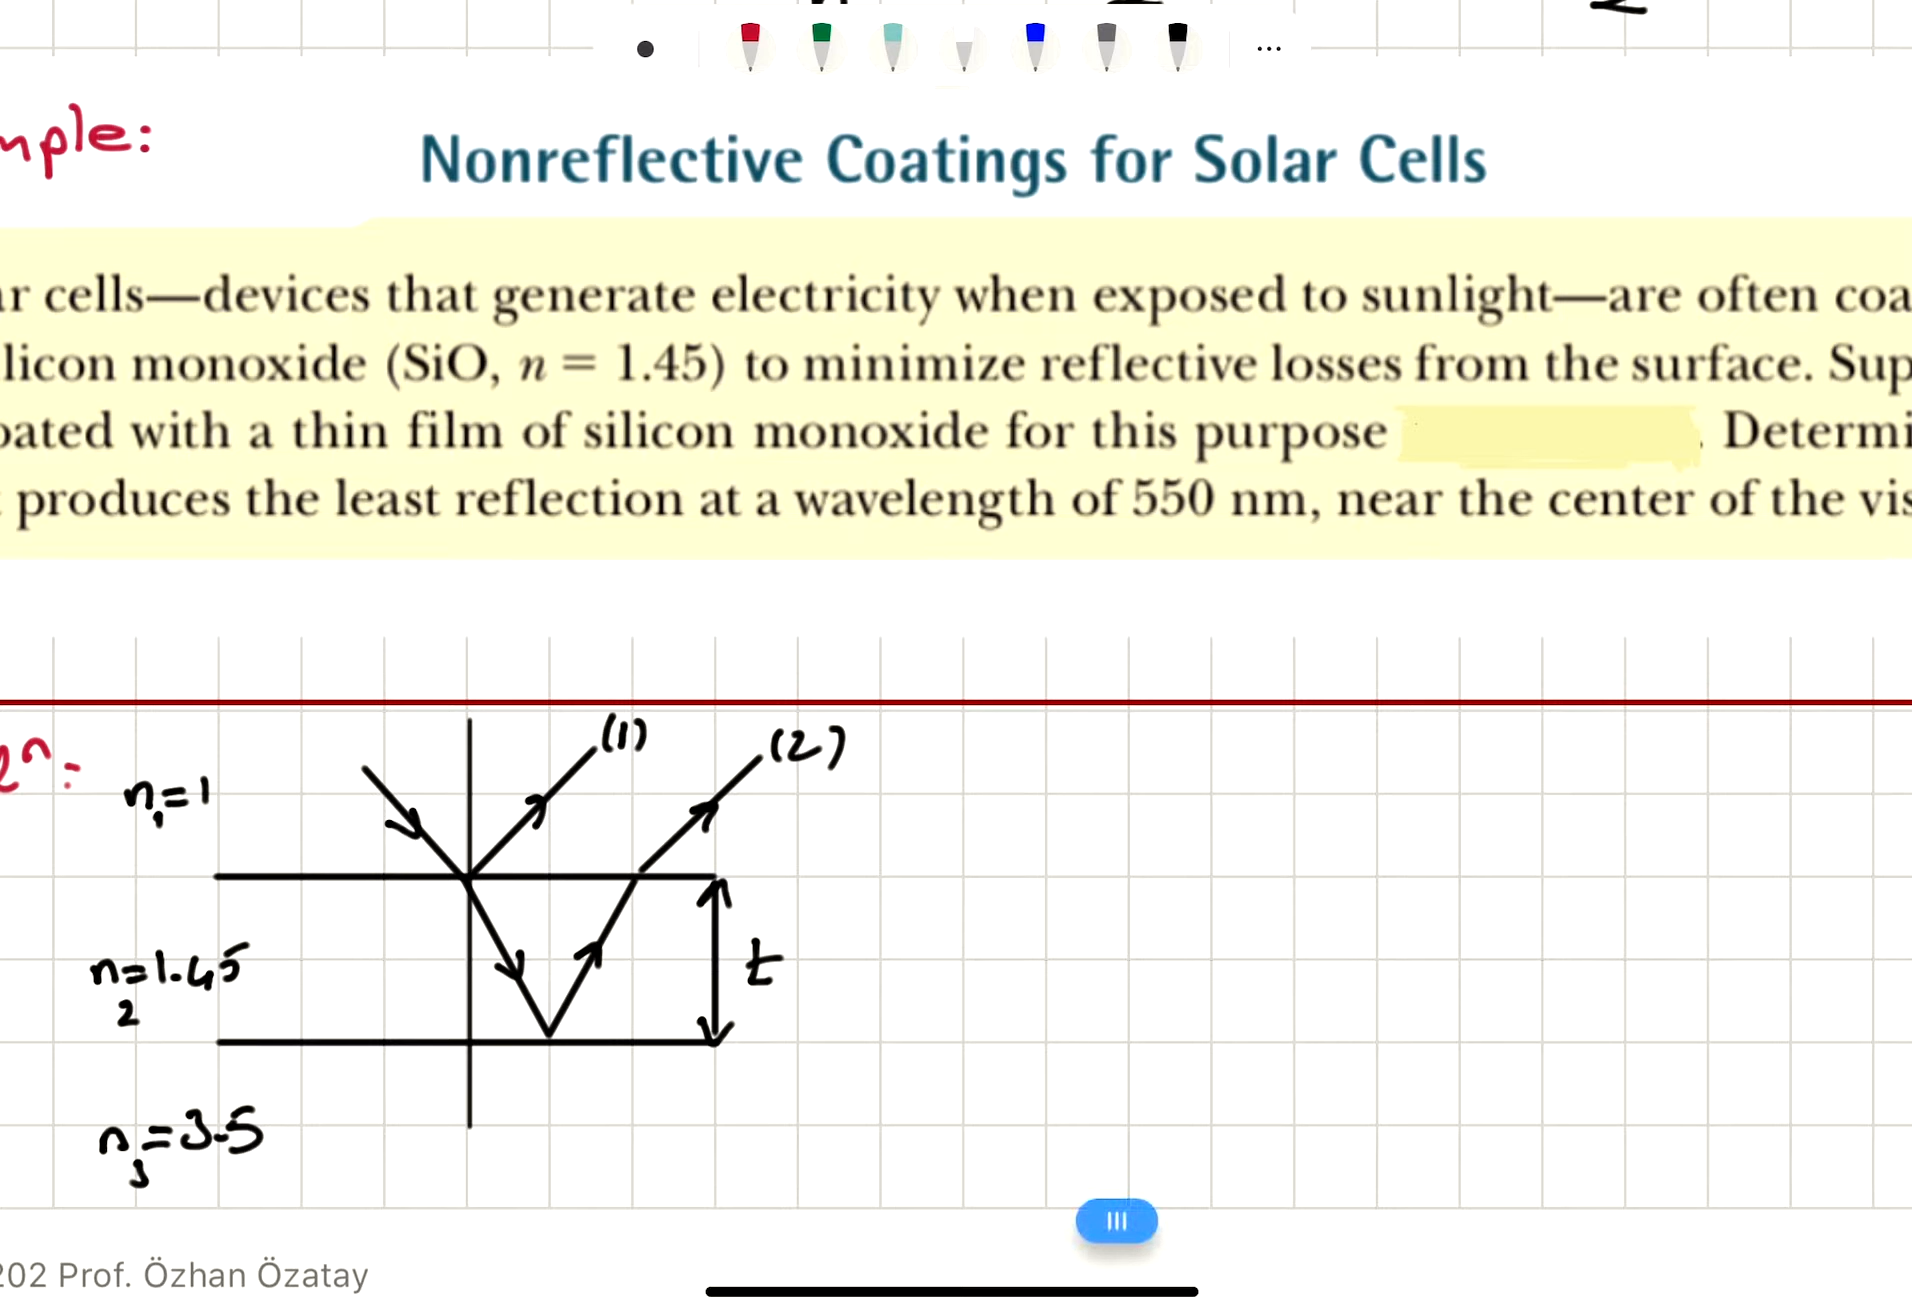 mple:
Nonreflective Coatings for Solar Cells
ar cells—devices that generate electricity when exposed to sunlight—are often coa
licon monoxide (SiO, n = 1.45) to minimize reflective losses from the surface. Sup
oated with a thin film of silicon monoxide for this purpose . Determi
produces the least reflection at a wavelength of 550 nm, near the center of the vis
(1)
(2)
n₁=1
n₂=1.45
t
n₃=3.5
202 Prof. Özhan Özatay